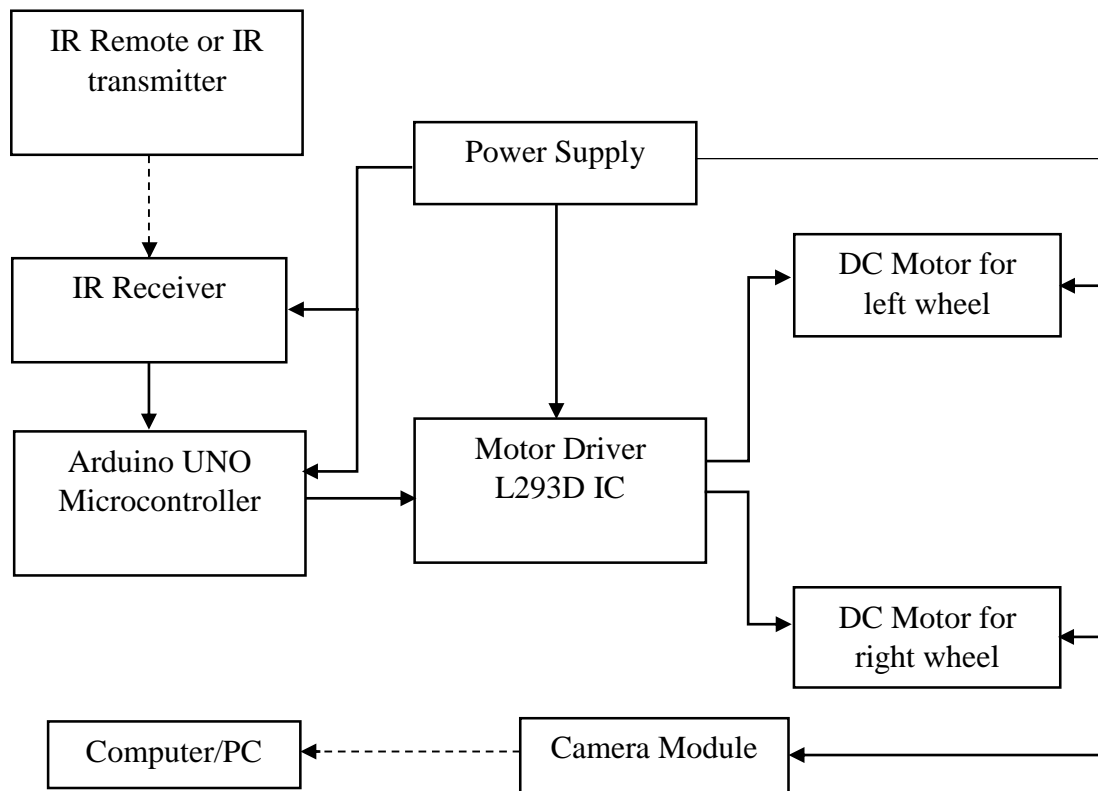 IR Remote or IR
transmitter
Power Supply
IR Receiver
DC Motor for
left wheel
Arduino UNO
Microcontroller
Motor Driver
L293D IC
DC Motor for
right wheel
Computer/PC
Camera Module